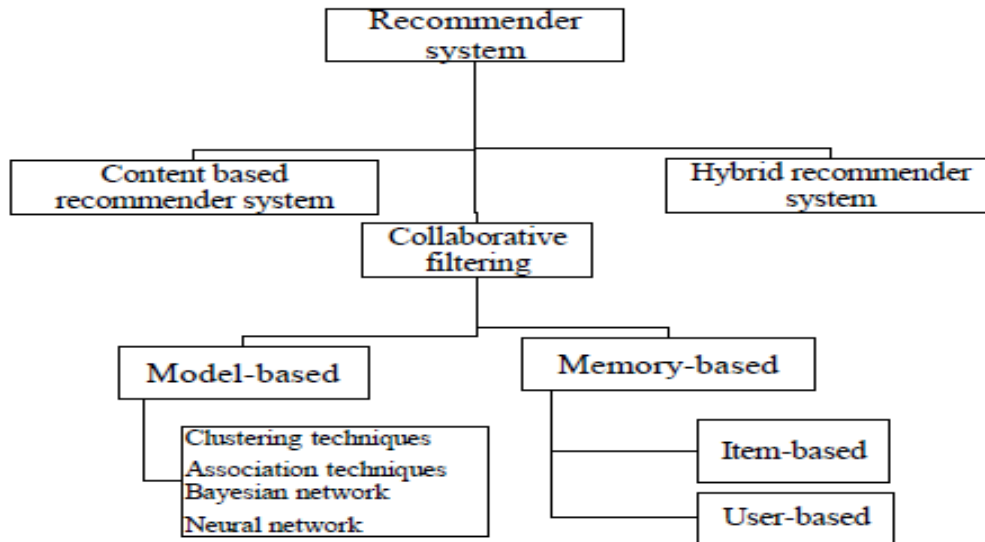 Recommender
system
Content based
recommender system
Hybrid recommender
system
Collaborative
filtering
Model-based
Memory-based
Clustering techniques
Association techniques
Bayesian network
Neural network
Item-based
User-based